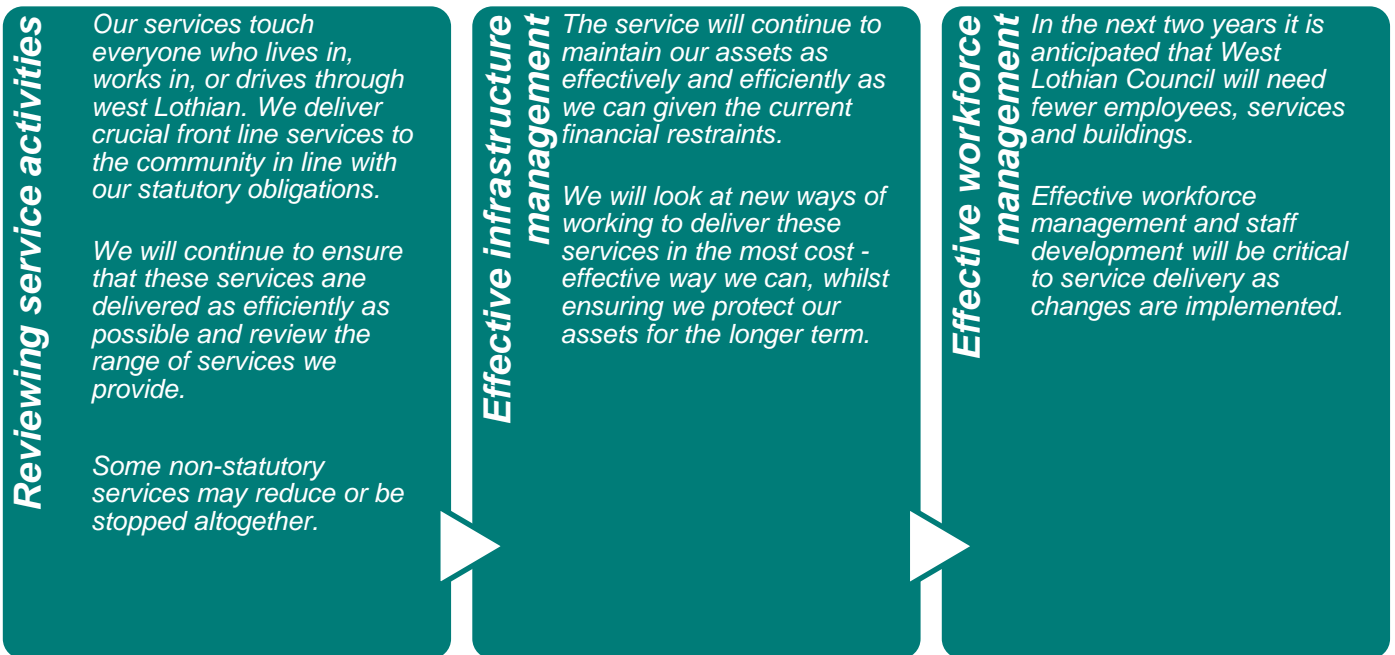 Reviewing service activities
Our services touch
everyone who lives in,
works in, or drives through
west Lothian. We deliver
crucial front line services to
the community in line with
our statutory obligations.
We will continue to ensure
that these services ane
delivered as efficiently as
possible and review the
range of services we
provide.
Some non-statutory
services may reduce or be
stopped altogether.
Effective infrastructure
management
The service will continue to
maintain our assets as
effectively and efficiently as
we can given the current
financial restraints.
We will look at new ways of
working to deliver these
services in the most cost -
effective way we can, whilst
ensuring we protect our
assets for the longer term.
Effective workforce
management
In the next two years it is
anticipated that West
Lothian Council will need
fewer employees, services
and buildings.
Effective workforce
management and staff
development will be critical
to service delivery as
changes are implemented.